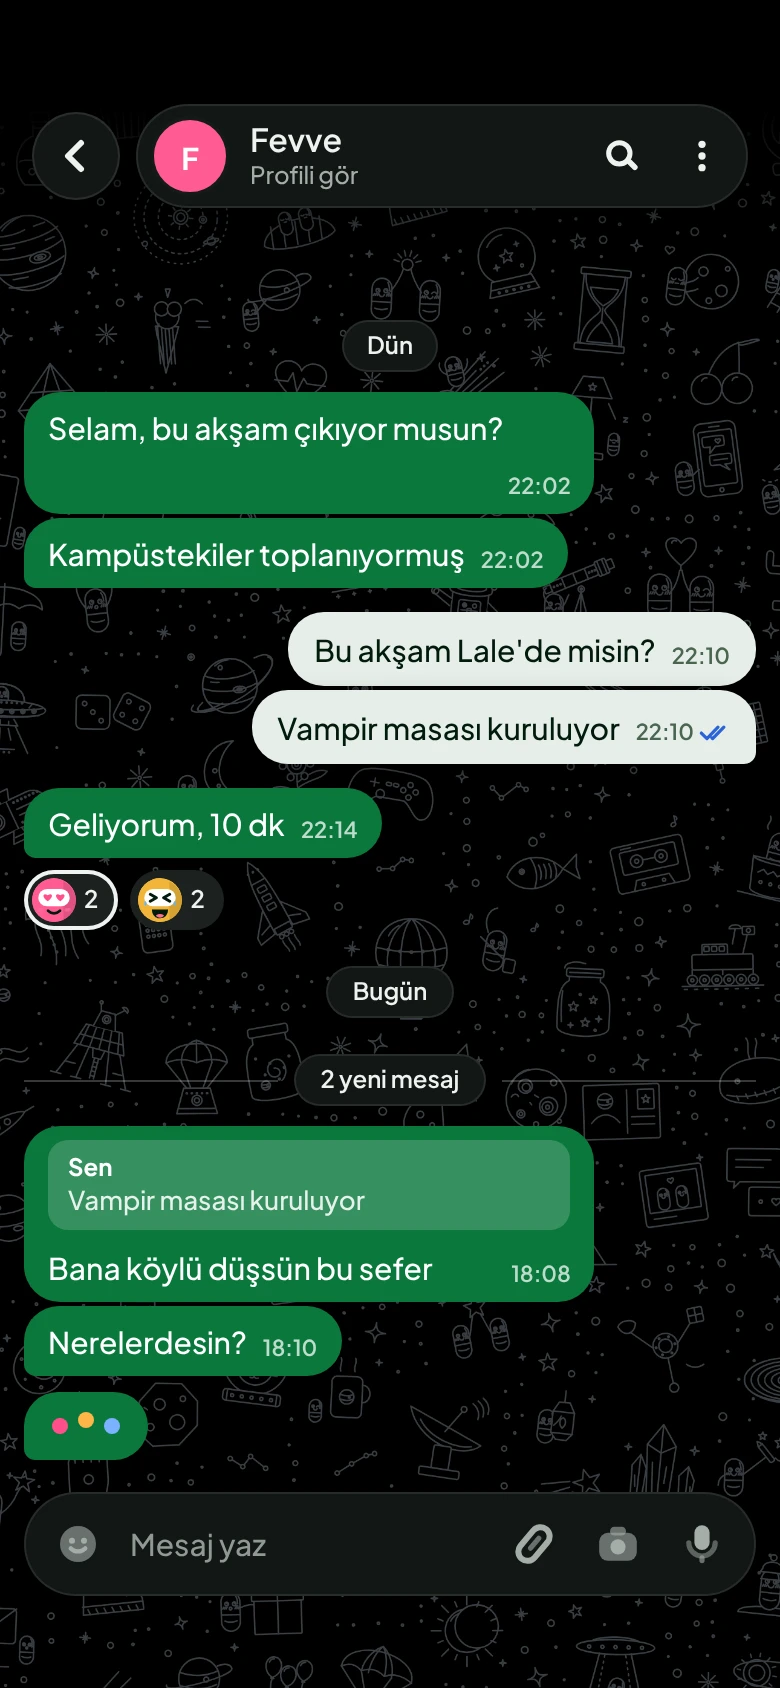 F
Fevve
Profili gör
Dün
Selam, bu akşam çıkıyor musun?
22:02
Kampüstekiler toplanıyormuş 22:02
Bu akşam Lale'de misin? 22:10
Vampir masası kuruluyor 22:10
Geliyorum, 10 dk 22:14
2 2
Bugün
2 yeni mesaj
Sen
Vampir masası kuruluyor
Bana köylü düşsün bu sefer 18:08
Nerelerdesin? 18:10
Mesaj yaz